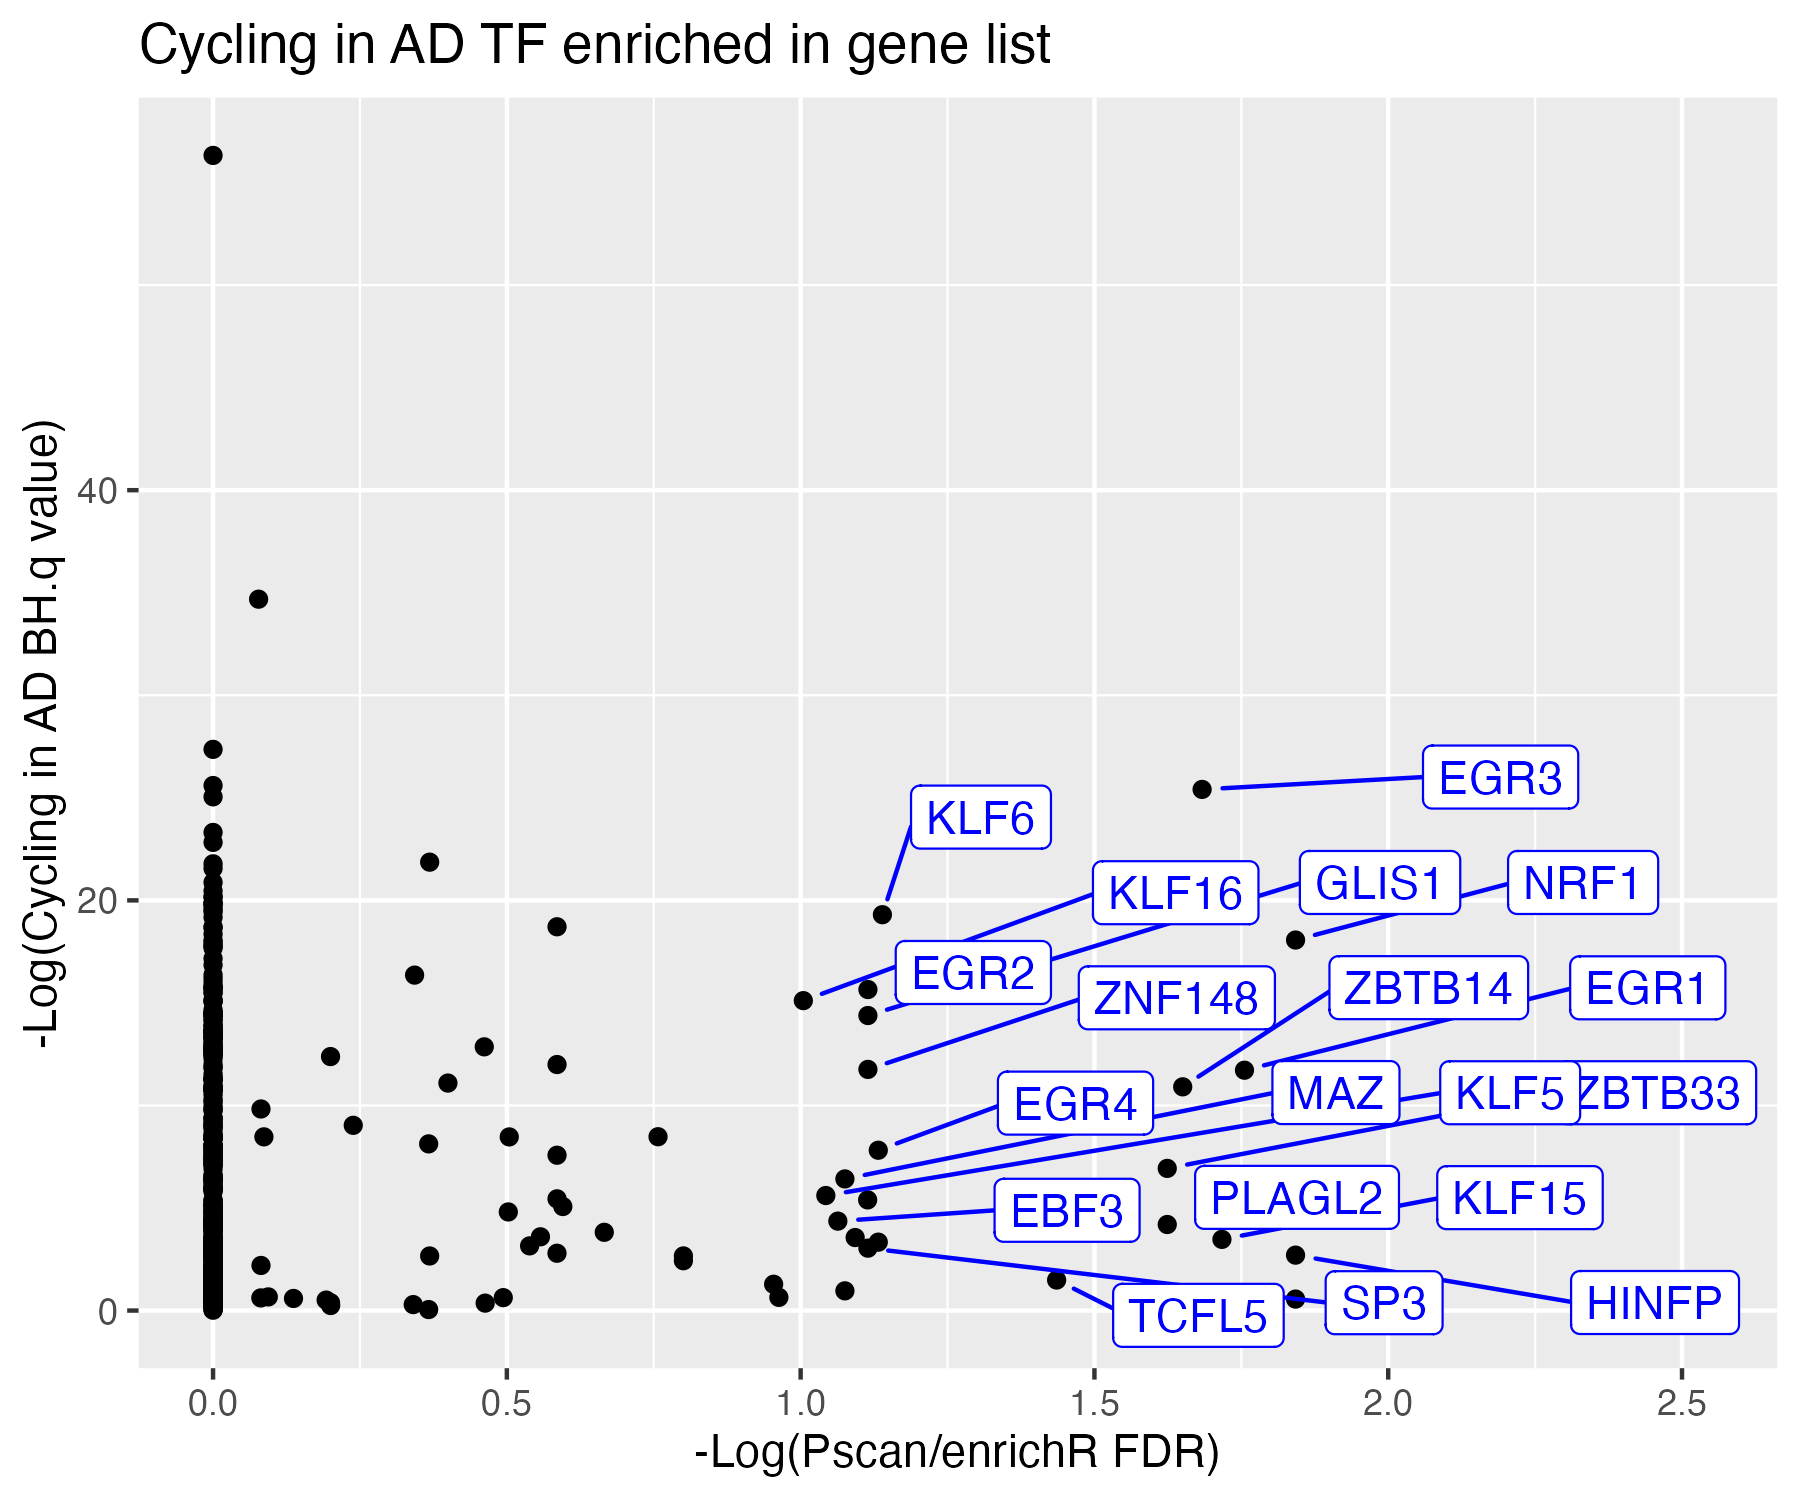 Cycling in AD TF enriched in gene list
-Log(Cycling in AD BH.q value)
40
20
0
EGR3
KLF6
KLF16
GLIS1
NRF1
EGR2
ZNF148
ZBTB14
EGR1
EGR4
MAZ
KLF5
ZBTB33
EBF3
PLAGL2
KLF15
TCFL5
SP3
HINFP
0.0
0.5
1.0
1.5
2.0
2.5
-Log(Pscan/enrichR FDR)